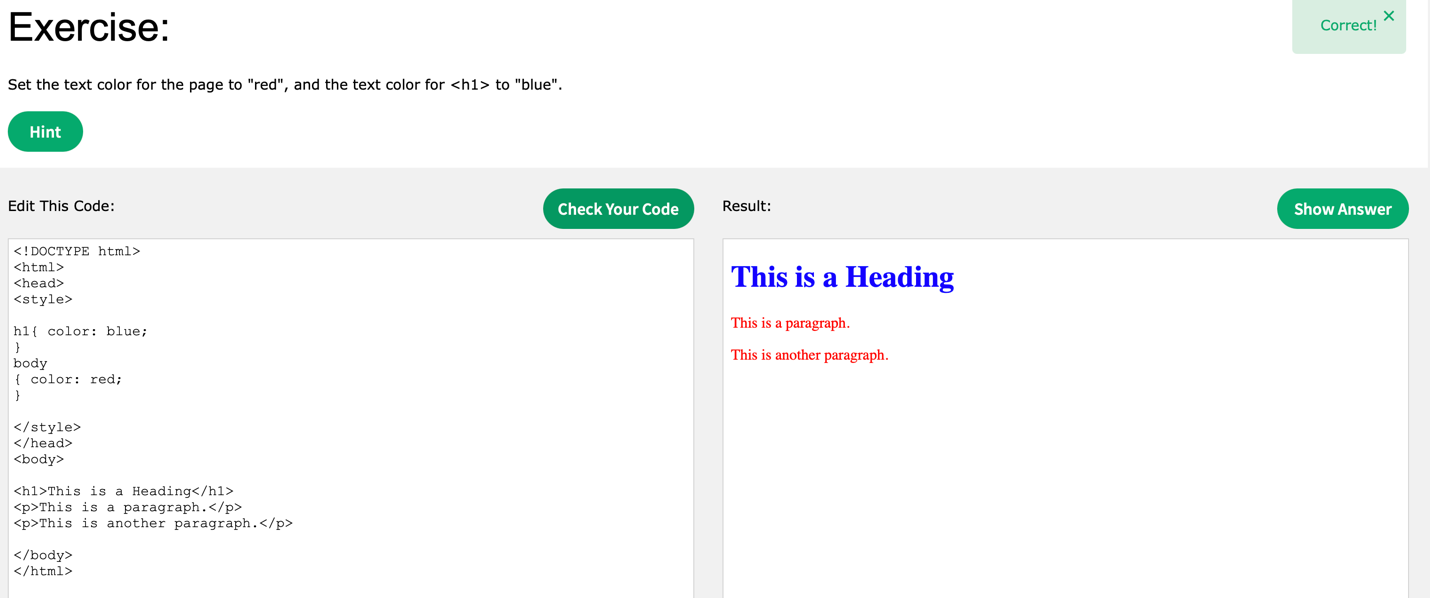 Exercise:
Correct!
×
Set the text color for the page to "red", and the text color for <h1> to "blue".
Hint
Edit This Code:
Check Your Code
<!DOCTYPE html>
<html>
<head>
<style>
h1{ color: blue;
}
body
{ color: red;
}
</style>
</head>
<body>
<h1>This is a Heading</h1>
<p>This is a paragraph.</p>
<p>This is another paragraph.</p>
</body>
</html>
Result:
Show Answer
This is a Heading
This is a paragraph.
This is another paragraph.